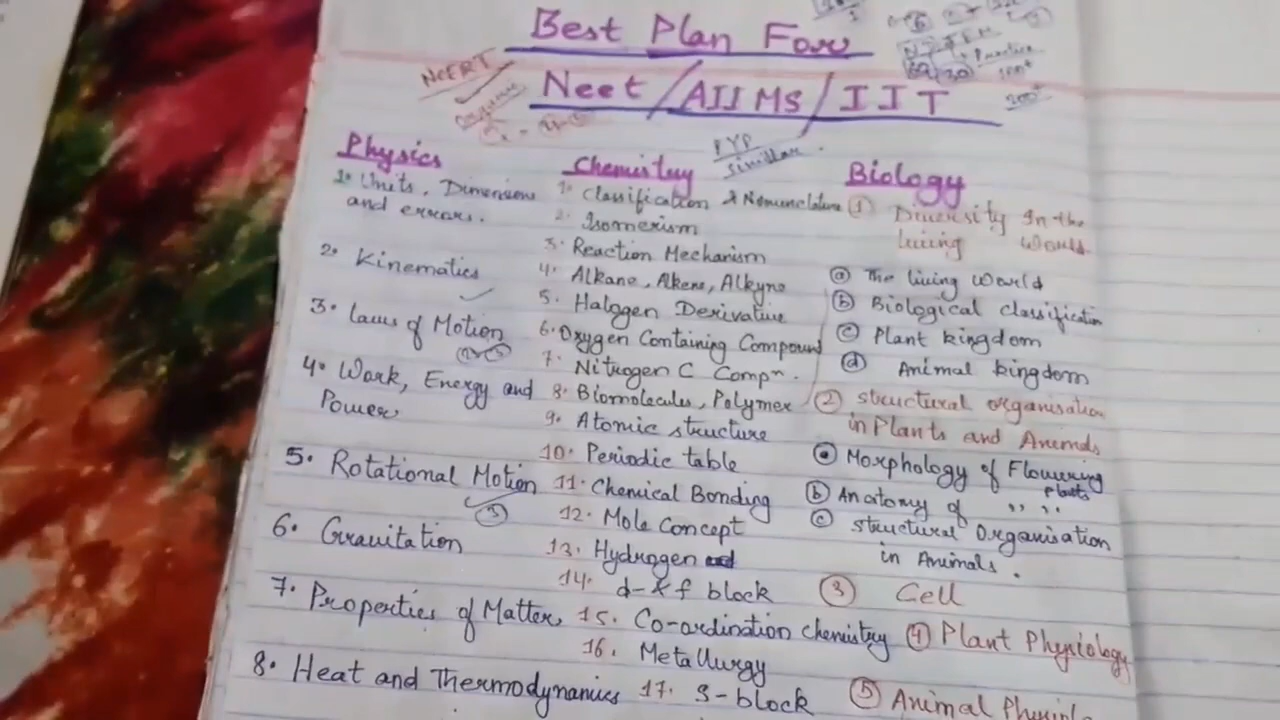 Best Plan For
Neet / AIIMS / IIT
NCERT
PYP
Similar.
Practice
100+
200+
Physics
1. Units, Dimensions
and errors.
2. Kinematics
3. Laws of Motion
4. Work, Energy and
Power
5. Rotational Motion
6. Gravitation
7. Properties of Matter
8. Heat and Thermodynamics
Chemistry
1. Classification & Nomenclature
2. Isomerism
3. Reaction Mechanism
4. Alkane, Alkene, Alkyne
5. Halogen Derivative
6. Oxygen Containing Compound
7. Nitrogen C Compn.
8. Biomolecules, Polymer
9. Atomic structure
10. Periodic table
11. Chemical Bonding
12. Mole Concept
13. Hydrogen
14. d-& f block
15. Co-ordination chemistry
16. Metallurgy
17. S-block
Biology
① Diversity In the
living World
ⓐ The living World
ⓑ Biological classification
ⓒ Plant kingdom
ⓓ Animal kingdom
② structural organisation
in Plants and Animals
ⓐ Morphology of Flowering
Plants
ⓑ Anatomy of " "
ⓒ structural Organisation
in Animals.
③ Cell
④ Plant Physiology
⑤ Animal